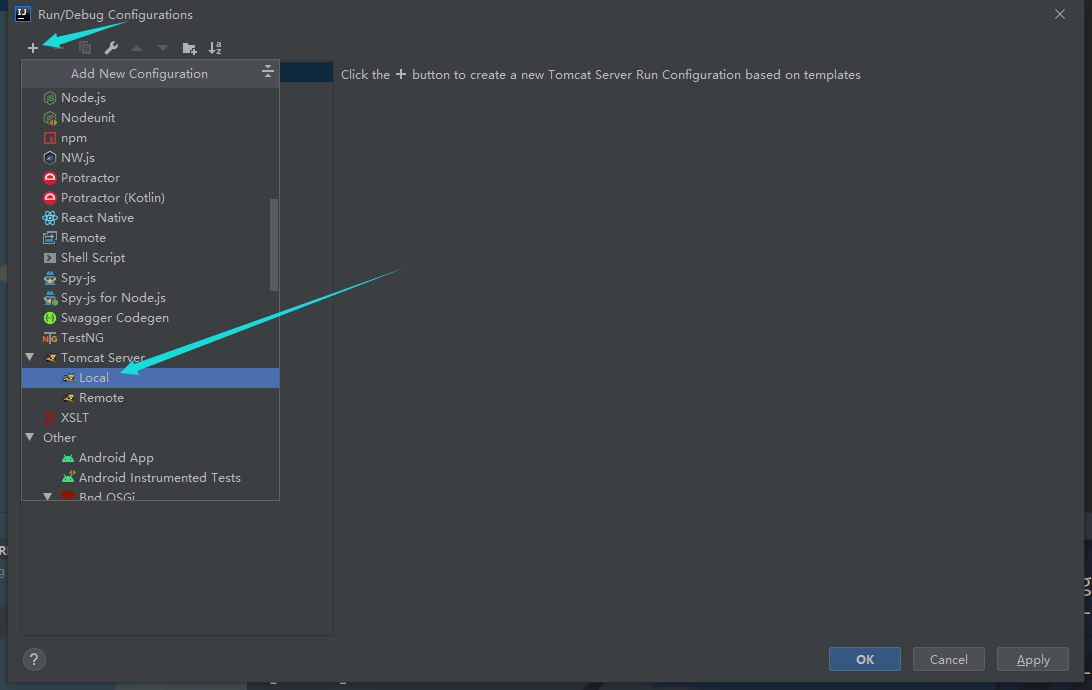 Run/Debug Configurations
Add New Configuration
Click the + button to create a new Tomcat Server Run Configuration based on templates
Node.js
Nodeunit
npm
NW.js
Protractor
Protractor (Kotlin)
React Native
Remote
Shell Script
Spy-js
Spy-js for Node.js
Swagger Codegen
TestNG
Tomcat Server
Local
Remote
XSLT
Other
Android App
Android Instrumented Tests
Bnd OSGi
?
OK
Cancel
Apply